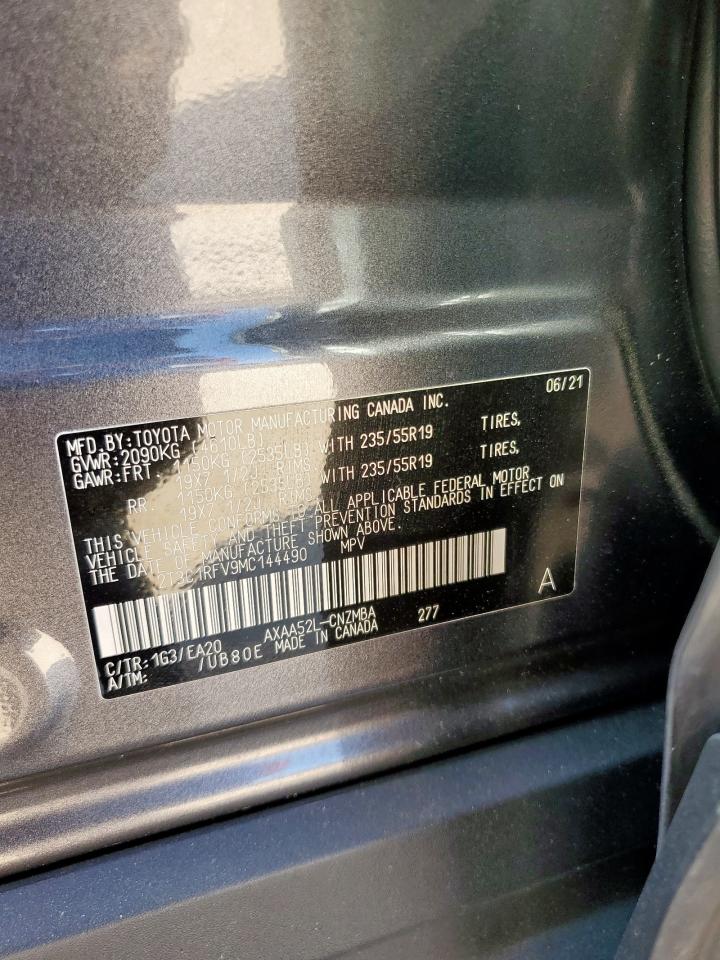 06/21
MFD.BY:TOYOTA MOTOR MANUFACTURING CANADA INC.
GVWR:2090KG (4610LB)
GAWR:FRT. 1150KG (2535LB) WITH 235/55R19 TIRES,
19X7 1/2J RIMS
RR. 1150KG (2535LB) WITH 235/55R19 TIRES,
19X7 1/2J RIMS
THIS VEHICLE CONFORMS TO ALL APPLICABLE FEDERAL MOTOR
VEHICLE SAFETY AND THEFT PREVENTION STANDARDS IN EFFECT ON
THE DATE OF MANUFACTURE SHOWN ABOVE.
2T3C1RFV9MC144490 MPV
A
C/TR:1G3/EA20 AXAA52L-CNZMBA 277
A/TM: /UB80E MADE IN CANADA